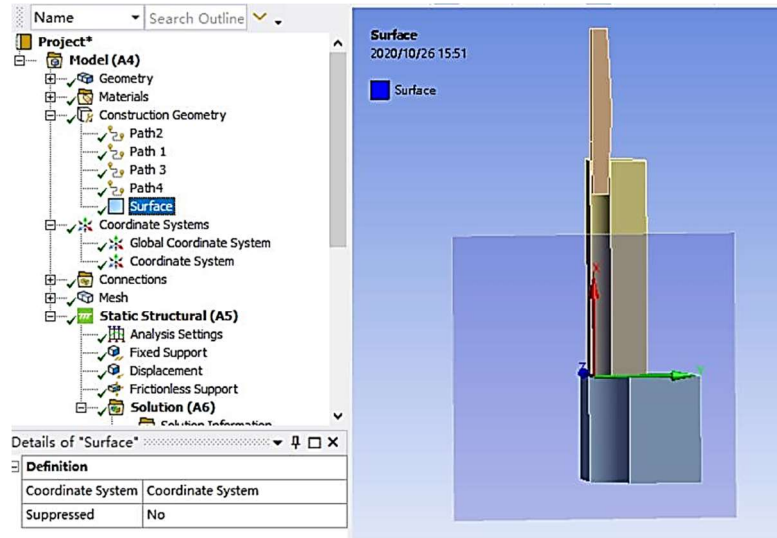 Name Search Outline
Project*
Model (A4)
Geometry
Materials
Construction Geometry
Path2
Path 1
Path 3
Path4
Surface
Coordinate Systems
Global Coordinate System
Coordinate System
Connections
Mesh
Static Structural (A5)
Analysis Settings
Fixed Support
Displacement
Frictionless Support
Solution (A6)
Solution Information
Details of "Surface"
Definition
Coordinate System Coordinate System
Suppressed No
Surface
2020/10/26 15:51
Surface
X
Z
Y